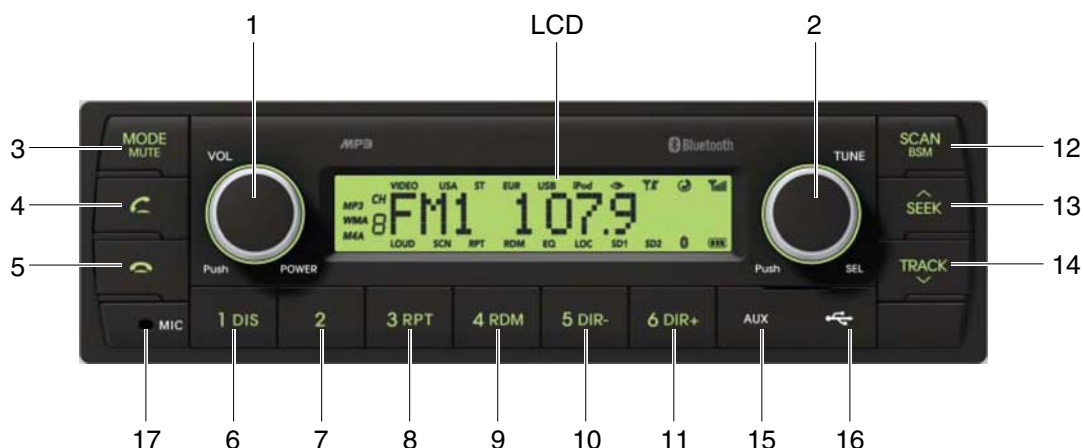 1 LCD 2
3 MODE MUTE VOL MP3 Bluetooth TUNE SCAN BSM 12
VIDEO USA ST EUR USB iPod
4 MP3 CH FM1 107.9 SEEK 13
WMA 8
M4A
LOUD SCN RPT RDM EQ LOC SD1 SD2
5 Push POWER Push SEL TRACK 14
MIC 1 DIS 2 3 RPT 4 RDM 5 DIR- 6 DIR+ AUX
17 6 7 8 9 10 11 15 16